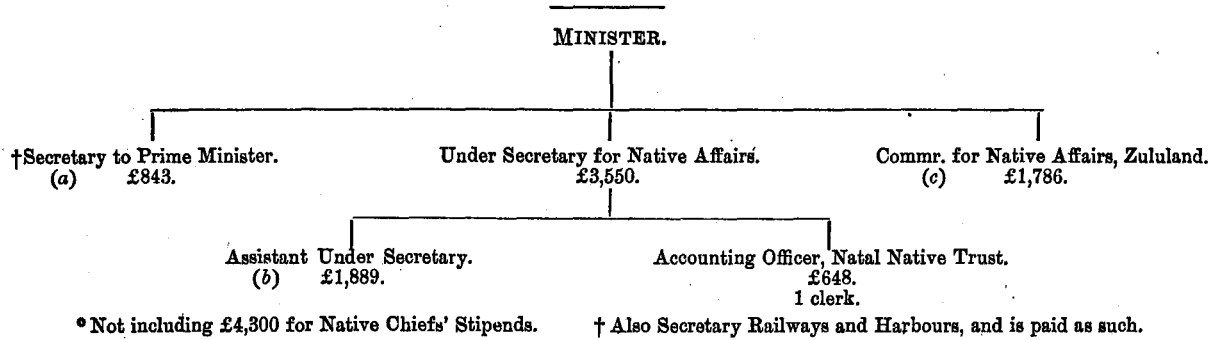 MINISTER.
†Secretary to Prime Minister.
(a) £843.
Under Secretary for Native Affairs.
£3,550.
Commr. for Native Affairs, Zululand.
(c) £1,786.
Assistant Under Secretary.
(b) £1,889.
Accounting Officer, Natal Native Trust.
£648.
1 clerk.
* Not including £4,300 for Native Chiefs' Stipends.
† Also Secretary Railways and Harbours, and is paid as such.